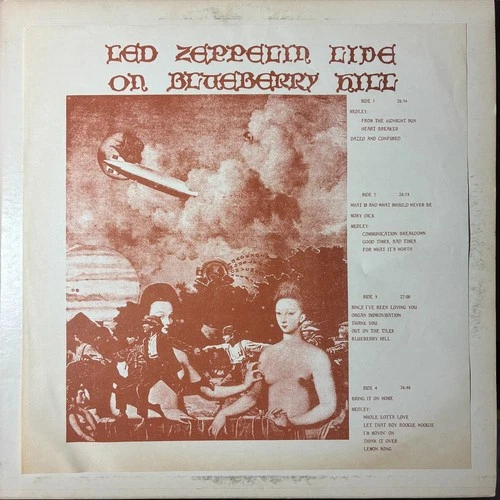 LED ZEPPELIN LIVE
ON BLUEBERRY HILL
SIDE 1
MEDLEY:
FROM THE MIDNIGHT SUN
HEART BREAKER
DAZED AND CONFUSED
WHAT IS AND WHAT SHOULD NEVER BE
MOBY DICK
MEDLEY:
COMMUNICATION BREAKDOWN
GOOD TIMES, BAD TIMES
FOR WHAT IT'S WORTH
SIDE 3 27:00
SINCE I'VE BEEN LOVING YOU
ORGAN IMPROVISATION
THANK YOU
OUT ON THE TILES
BLUEBERRY HILL
SIDE 4
BRING IT ON HOME
MEDLEY:
WHOLE LOTTA LOVE
LET THAT BOY BOOGIE WOOGIE
I'M MOVIN' ON
THINK IT OVER
LEMON SONG